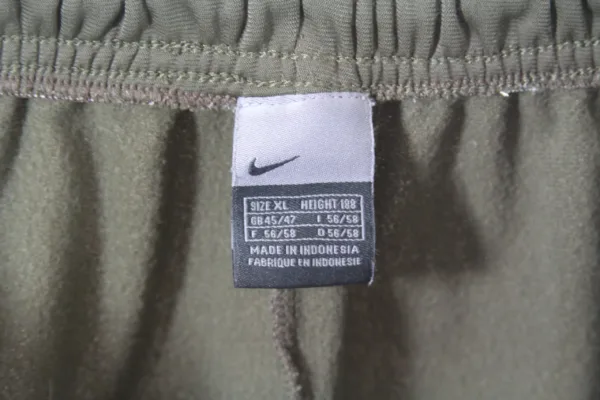 SIZE XL HEIGHT 188
GB 45/47 I 56/58
F 56/58 D 56/58
MADE IN INDONESIA
FABRIQUE EN INDONESIE